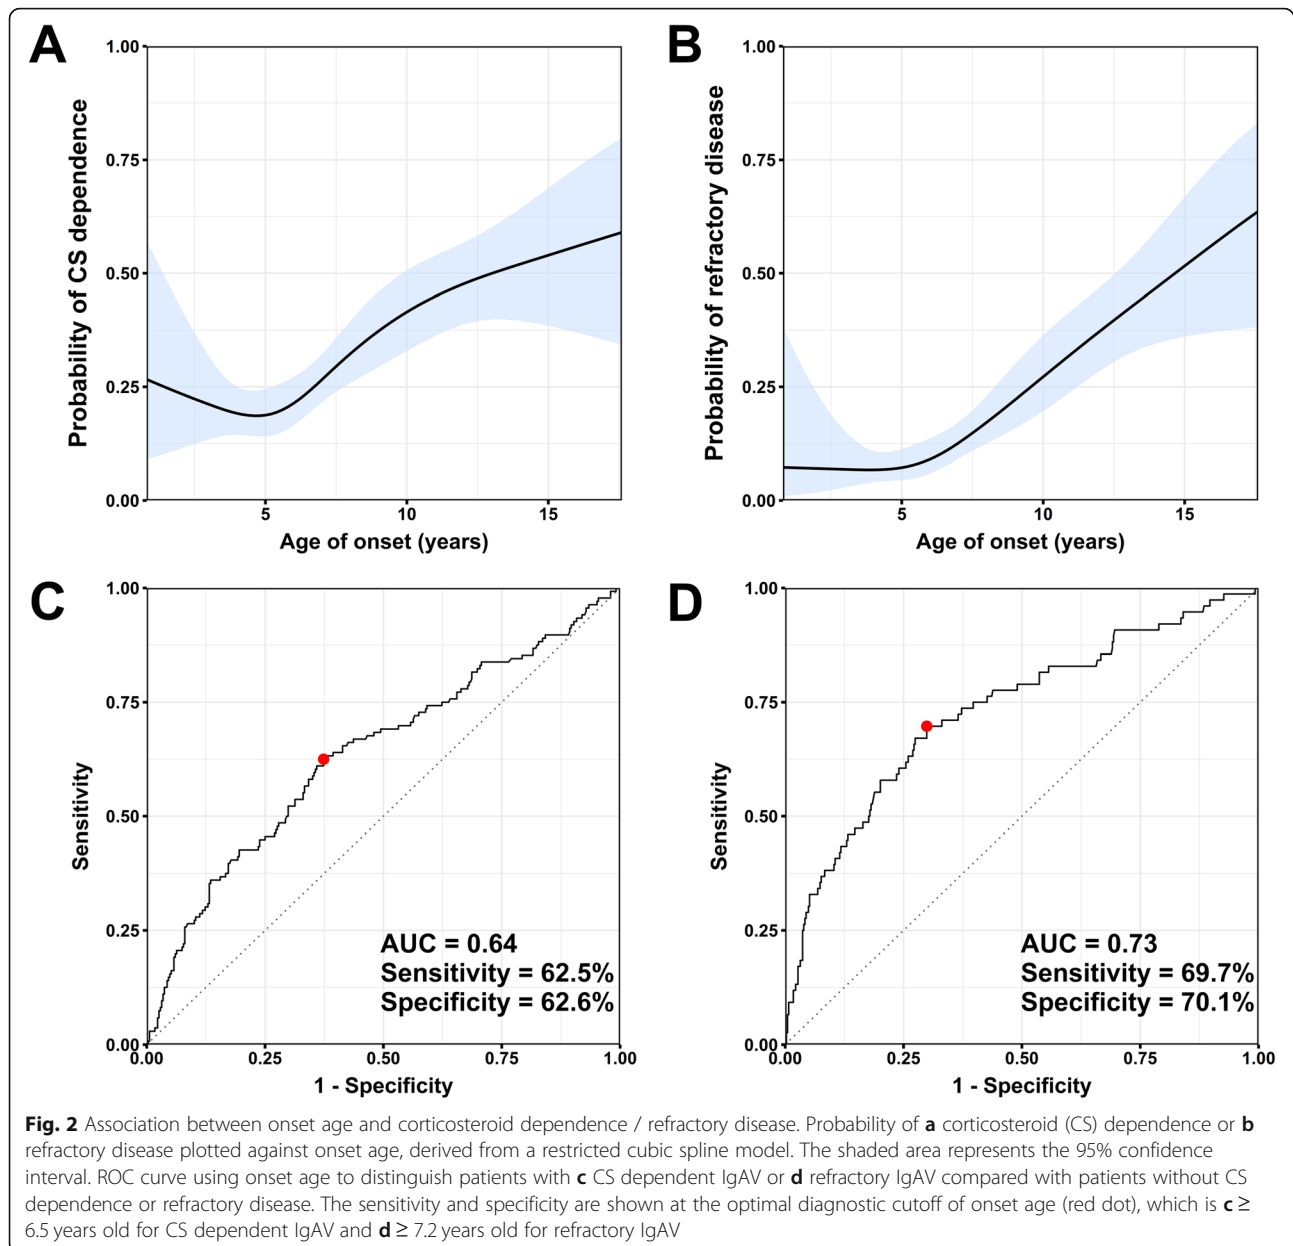 A
1.00
0.75
0.50
0.25
0.00
Probability of CS dependence
5
10
15
Age of onset (years)
B
1.00
0.75
0.50
0.25
0.00
Probability of refractory disease
5
10
15
Age of onset (years)
C
1.00
0.75
0.50
0.25
0.00
Sensitivity
AUC = 0.64
Sensitivity = 62.5%
Specificity = 62.6%
0.00
0.25
0.50
0.75
1.00
1 - Specificity
D
1.00
0.75
0.50
0.25
0.00
Sensitivity
AUC = 0.73
Sensitivity = 69.7%
Specificity = 70.1%
0.00
0.25
0.50
0.75
1.00
1 - Specificity
Fig. 2 Association between onset age and corticosteroid dependence / refractory disease. Probability of a corticosteroid (CS) dependence or b
refractory disease plotted against onset age, derived from a restricted cubic spline model. The shaded area represents the 95% confidence
interval. ROC curve using onset age to distinguish patients with c CS dependent IgAV or d refractory IgAV compared with patients without CS
dependence or refractory disease. The sensitivity and specificity are shown at the optimal diagnostic cutoff of onset age (red dot), which is c ≥
6.5 years old for CS dependent IgAV and d ≥ 7.2 years old for refractory IgAV